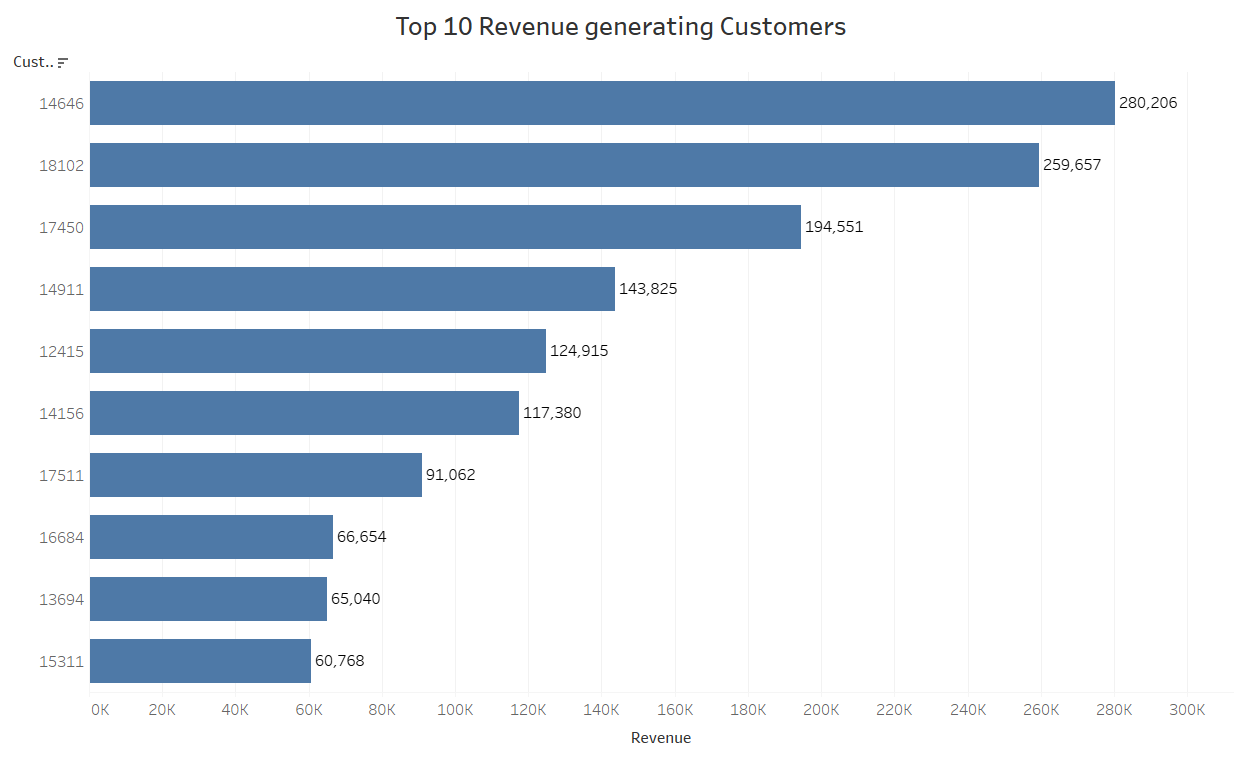 Top 10 Revenue generating Customers
Cust..
14646 280,206
18102 259,657
17450 194,551
14911 143,825
12415 124,915
14156 117,380
17511 91,062
16684 66,654
13694 65,040
15311 60,768
0K 20K 40K 60K 80K 100K 120K 140K 160K 180K 200K 220K 240K 260K 280K 300K
Revenue